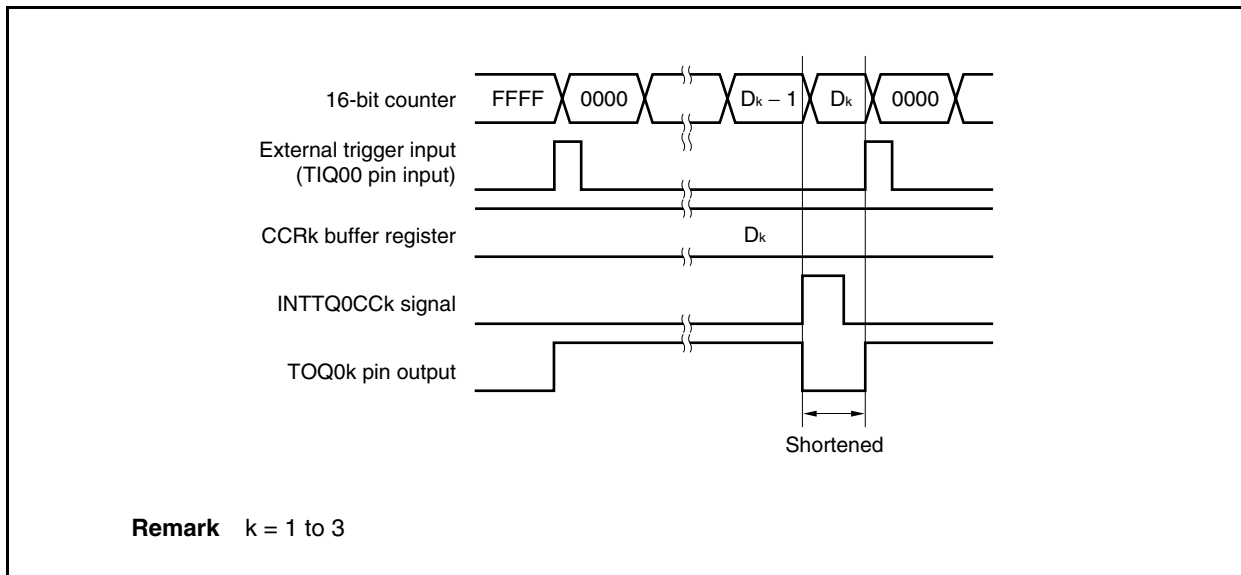 16-bit counter FFFF 0000 Dk − 1 Dk 0000
External trigger input
(TIQ00 pin input)
CCRk buffer register Dk
INTTQ0CCk signal
TOQ0k pin output
Shortened
Remark k = 1 to 3